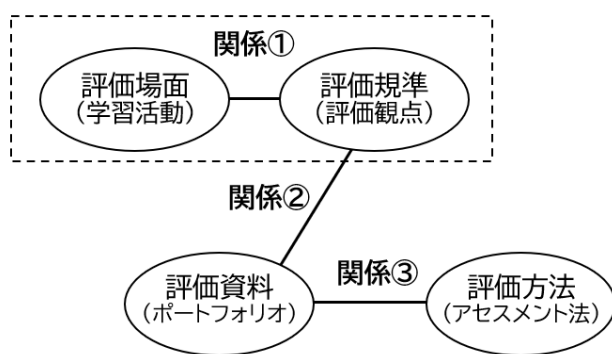 関係①
評価場面
（学習活動）
評価規準
（評価観点）
関係②
関係③
評価資料
（ポートフォリオ）
評価方法
（アセスメント法）